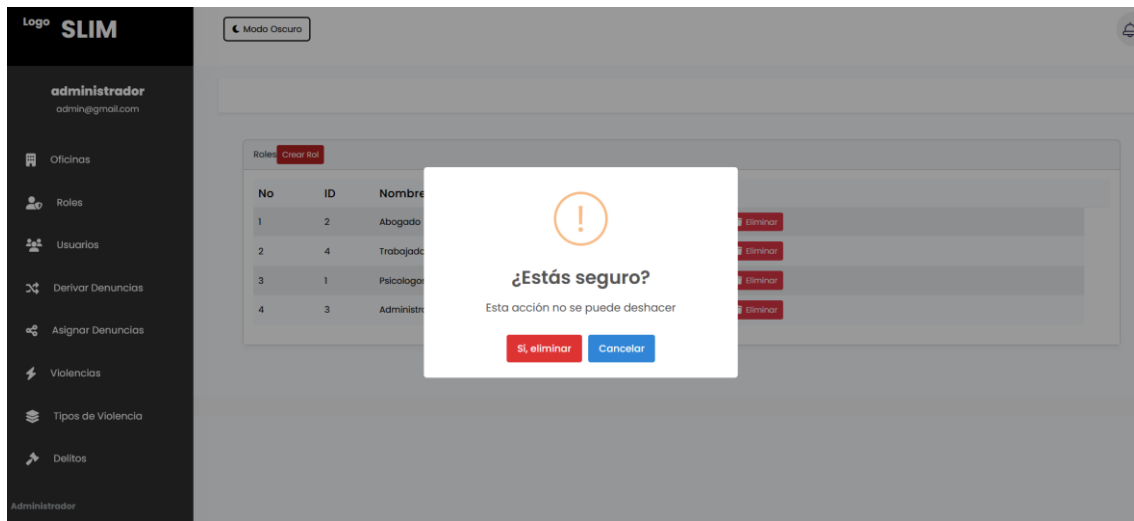 Logo SLIM
Modo Oscuro
administrador
admin@gmail.com
Oficinas
Roles
Usuarios
Derivar Denuncias
Asignar Denuncias
Violencias
Tipos de Violencia
Delitos
Administrador
Roles Crear Rol
No ID Nombre
1 2 Abogado Eliminar
2 4 Eliminar
3 1 Eliminar
4 3 Eliminar
¿Estás seguro?
Esta acción no se puede deshacer
Sí, eliminar Cancelar